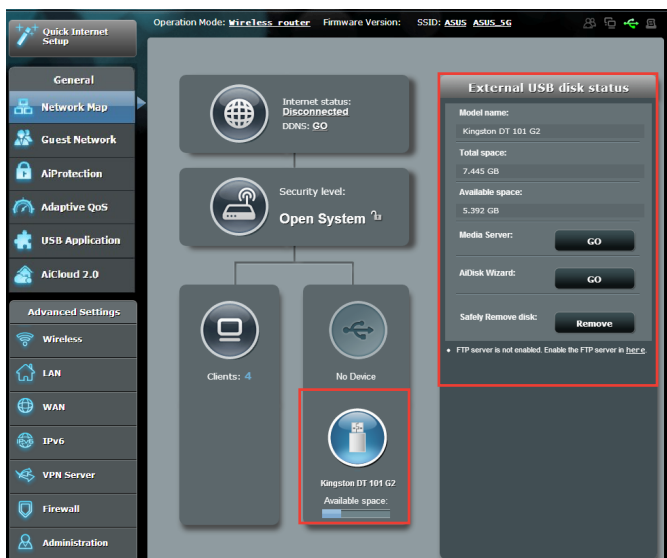 Quick Internet
Setup
Operation Mode: Wireless router Firmware Version: SSID: ASUS ASUS_5G
General
Network Map
Guest Network
AiProtection
Adaptive QoS
USB Application
AiCloud 2.0
Advanced Settings
Wireless
LAN
WAN
IPv6
IPv6
VPN Server
Firewall
Administration
Internet status:
Disconnected
DDNS: GO
Security level:
Open System
Clients: 4
No Device
Kingston DT 101 G2
Available space:
External USB disk status
Model name:
Kingston DT 101 G2
Total space:
7.445 GB
Available space:
5.392 GB
Media Server: GO
AiDisk Wizard: GO
Safely Remove disk: Remove
• FTP server is not enabled. Enable the FTP server in here.